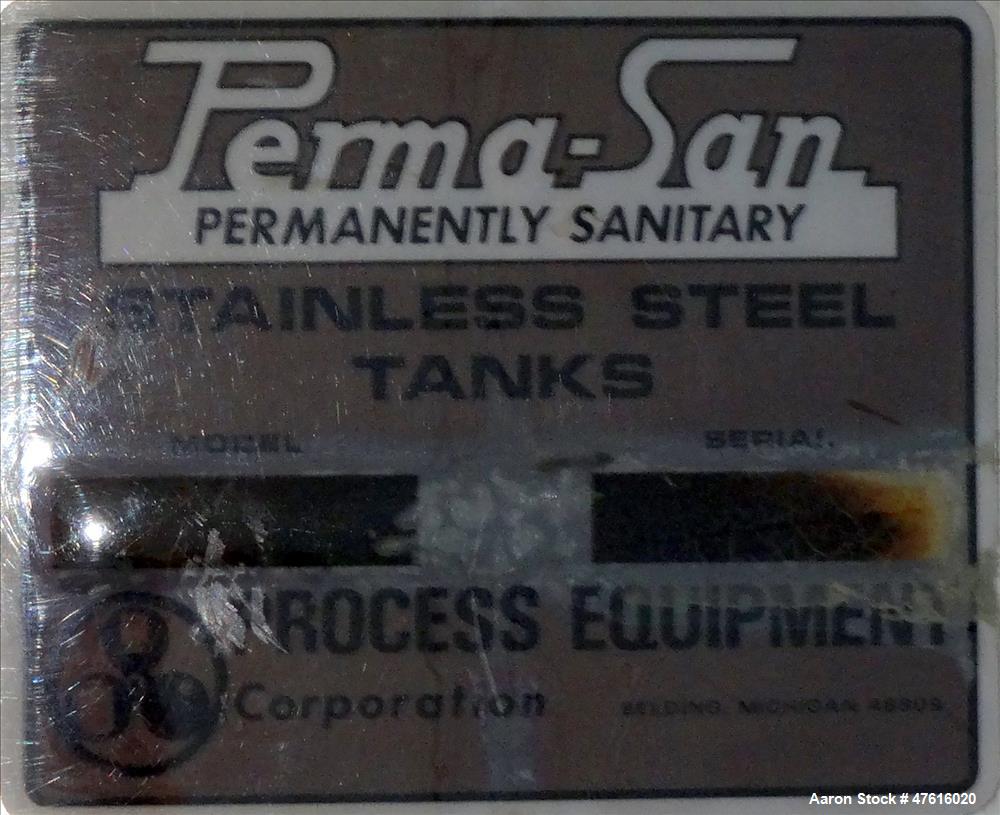 Perma-San
PERMANENTLY SANITARY
STAINLESS STEEL
TANKS
MODEL SERIAL
PROCESS EQUIPMENT
Corporation BELDING, MICHIGAN 48809
Aaron Stock # 47616020